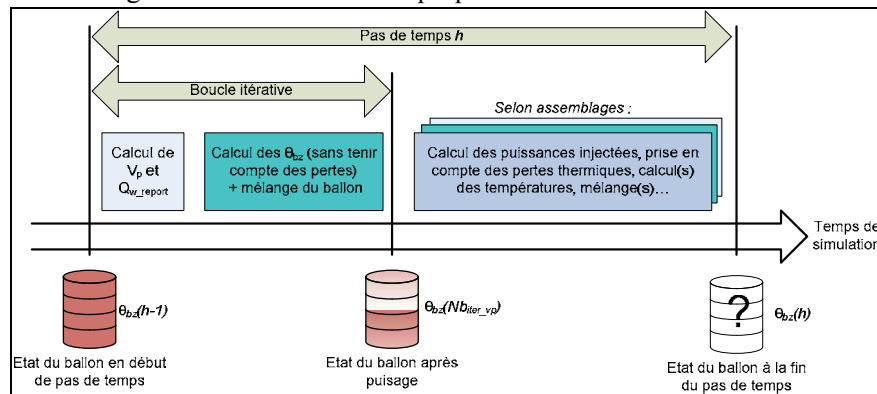 Pas de temps h
Boucle itérative
Selon assemblages :
Calcul de
Vp et
Qw_report
Calcul des θbz (sans tenir
compte des pertes)
+ mélange du ballon
Calcul des puissances injectées, prise en
compte des pertes thermiques, calcul(s)
des températures, mélange(s)…
Temps de
simulation
θbz(h-1)
θbz(Nbiter_vp)
?
θbz(h)
Etat du ballon en début
de pas de temps
Etat du ballon après
puisage
Etat du ballon à la fin
du pas de temps